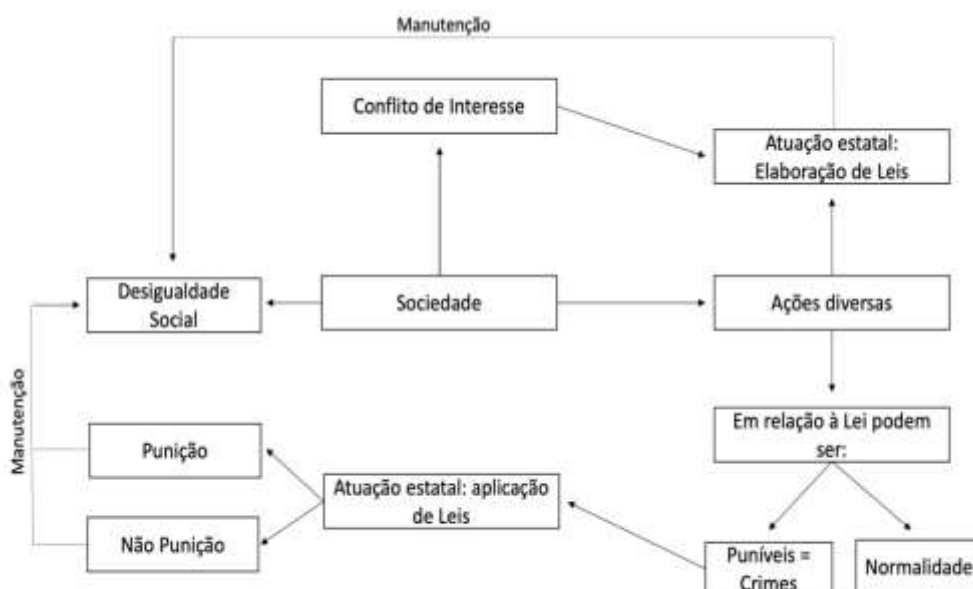 Manutenção
Conflito de Interesse
Atuação estatal:
Elaboração de Leis
Desigualdade
Social
Sociedade
Ações diversas
Manutenção
Em relação à Lei podem
ser:
Punição
Atuação estatal: aplicação
de Leis
Não Punição
Puníveis =
Crimes
Normalidade